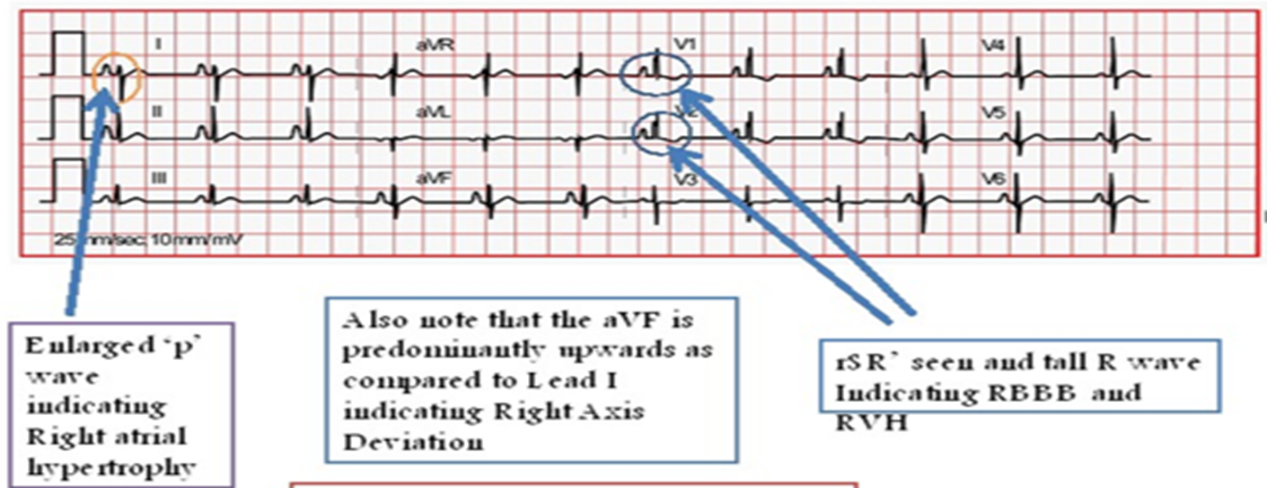 I aVR V1 V4
II aVL V2 V5
III aVF V3 V6
25 mm/sec; 10 mm/mV
Enlarged ‘p’
wave
indicating
Right atrial
hypertrophy
Also note that the aVF is
predominantly upwards as
compared to Lead I
indicating Right Axis
Deviation
rSR’ seen and tall R wave
Indicating RBBB and
RVH